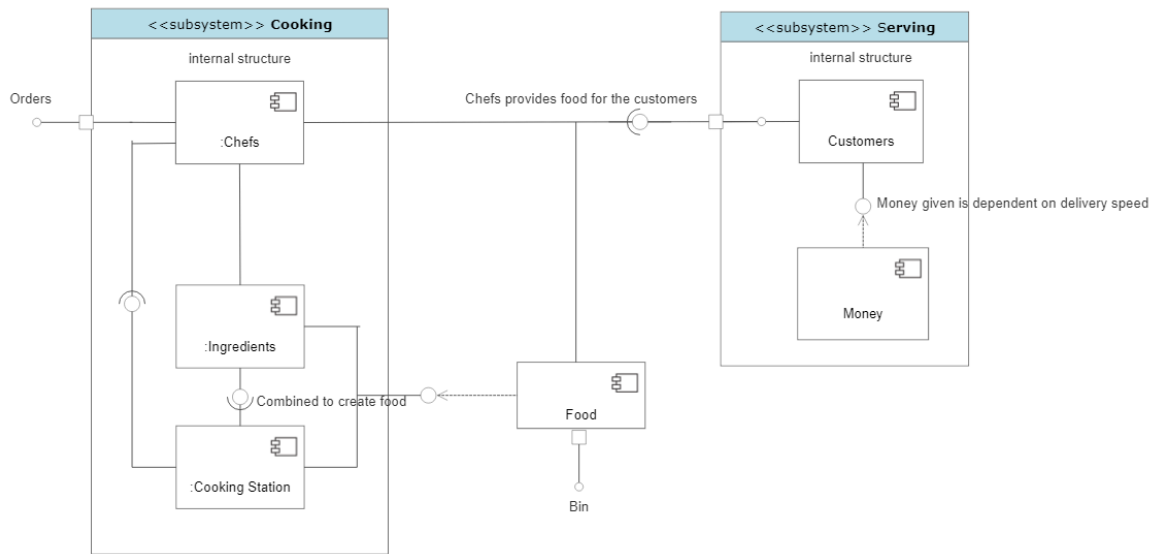 <<subsystem>> Cooking
<<subsystem>> Serving
internal structure
internal structure
Orders
Chefs provides food for the customers
:Chefs
Customers
Money given is dependent on delivery speed
Money
:Ingredients
Combined to create food
Food
:Cooking Station
Bin